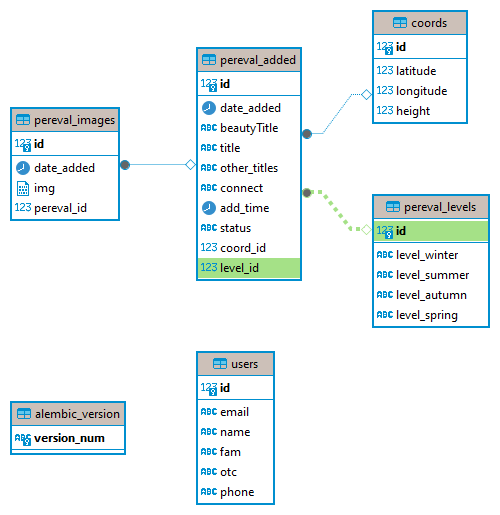 coords
123 id
123 latitude
123 longitude
123 height
pereval_added
123 id
date_added
ABC beautyTitle
ABC title
ABC other_titles
ABC connect
add_time
ABC status
123 coord_id
123 level_id
pereval_images
123 id
date_added
img
123 pereval_id
pereval_levels
123 id
ABC level_winter
ABC level_summer
ABC level_autumn
ABC level_spring
users
123 id
ABC email
ABC name
ABC fam
ABC otc
ABC phone
alembic_version
ABC version_num